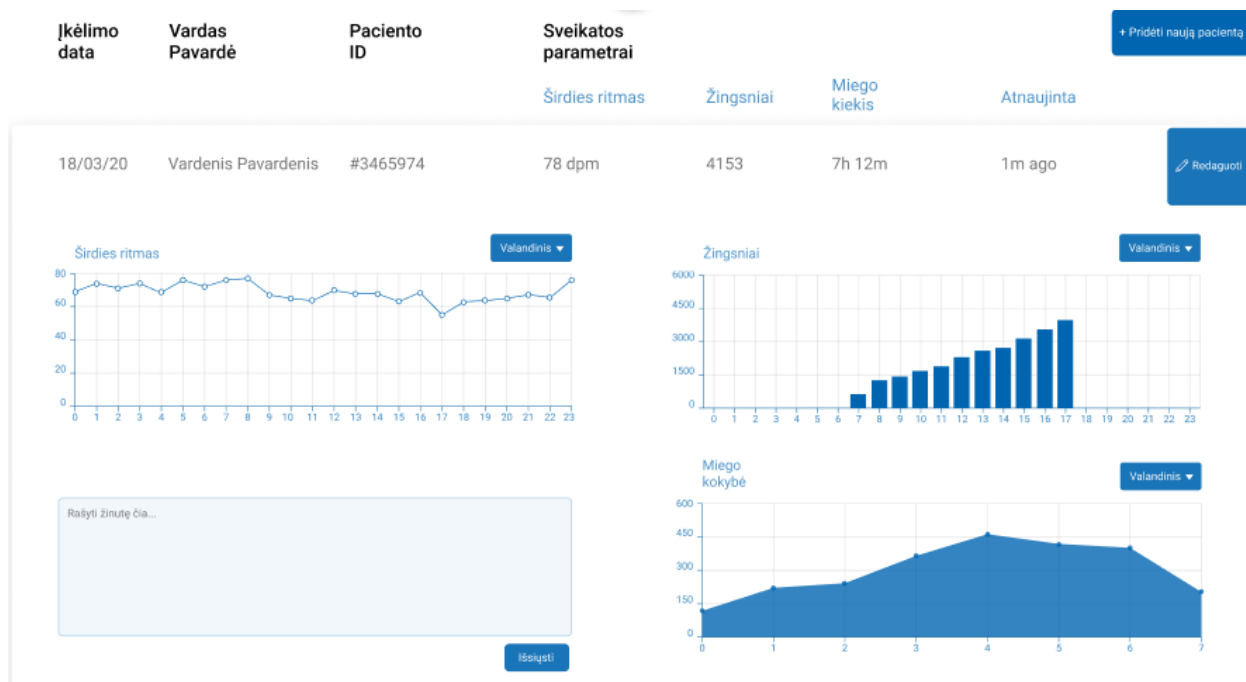 Įkėlimo data
Vardas Pavardė
Paciento ID
Sveikatos parametrai
+ Pridėti naują pacientą
Širdies ritmas
Žingsniai
Miego kiekis
Atnaujinta
18/03/20
Vardenis Pavardenis
#3465974
78 dpm
4153
7h 12m
1m ago
Redaguoti
Širdies ritmas
Valandinis
80
60
40
20
0
0 1 2 3 4 5 6 7 8 9 10 11 12 13 14 15 16 17 18 19 20 21 22 23
Žingsniai
Valandinis
6000
4500
3000
1500
0
0 1 2 3 4 5 6 7 8 9 10 11 12 13 14 15 16 17 18 19 20 21 22 23
Rašyti žinutę čia...
Išsiųsti
Miego
kokybė
Valandinis
600
450
300
150
0
0 1 2 3 4 5 6 7